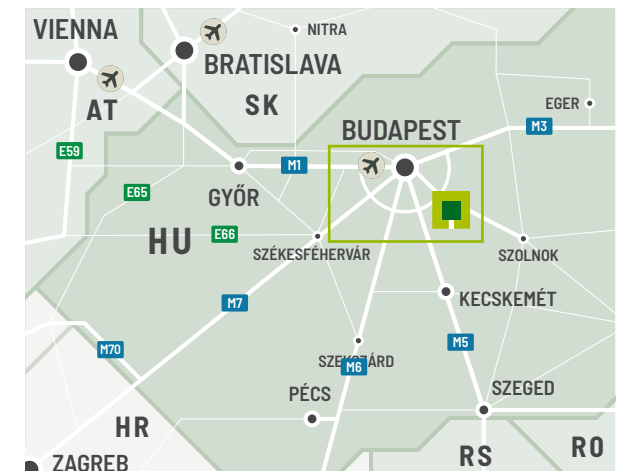 VIENNA
NITRA
BRATISLAVA
AT
SK
EGER
BUDAPEST
M3
E59
M1
E65
GYŐR
HU
E66
SZÉKESFEHÉRVÁR
SZOLNOK
KECSKEMÉT
M7
M70
M5
SZEKSZÁRD
M6
PÉCS
SZEGED
HR
RS
RO
ZAGREB